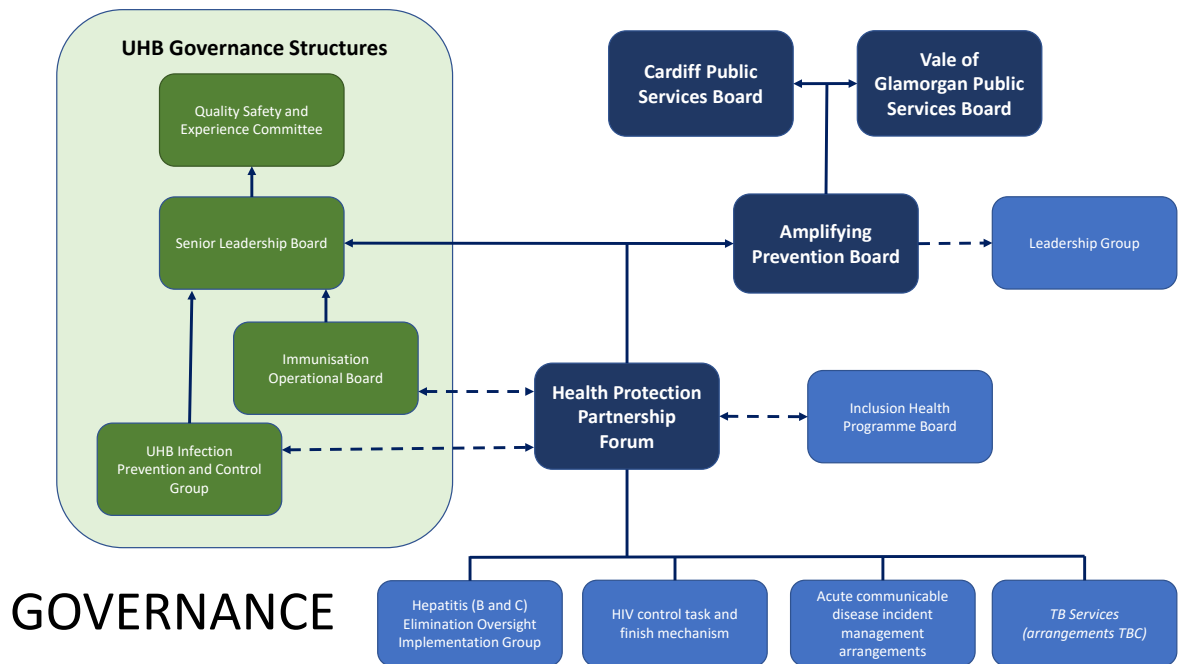 UHB Governance Structures
Quality Safety and
Experience Committee
Senior Leadership Board
Immunisation
Operational Board
UHB Infection
Prevention and Control
Group
Cardiff Public
Services Board
Vale of
Glamorgan Public
Services Board
Amplifying
Prevention Board
Leadership Group
Health Protection
Partnership
Forum
Inclusion Health
Programme Board
GOVERNANCE
Hepatitis (B and C)
Elimination Oversight
Implementation Group
HIV control task and
finish mechanism
Acute communicable
disease incident
management
arrangements
TB Services
(arrangements TBC)